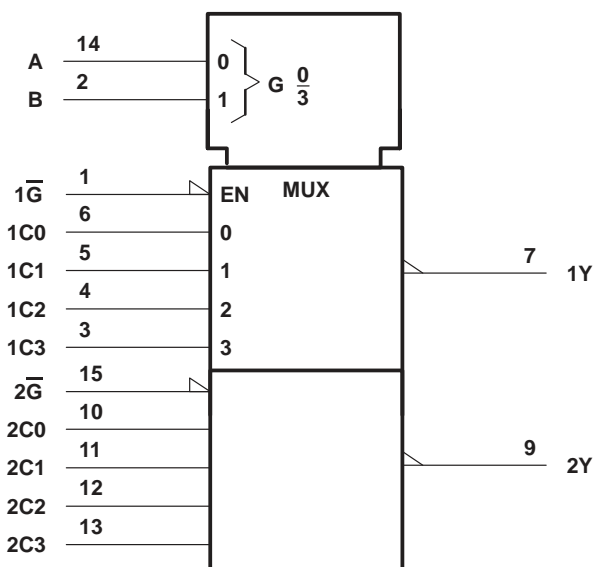 A 14 0
B 2 1 G 0/3
1G̅ 1 EN MUX
1C0 6 0
1C1 5 1
1C2 4 2
1C3 3 3
7 1Y
2G̅ 15
2C0 10
2C1 11
2C2 12
2C3 13
9 2Y